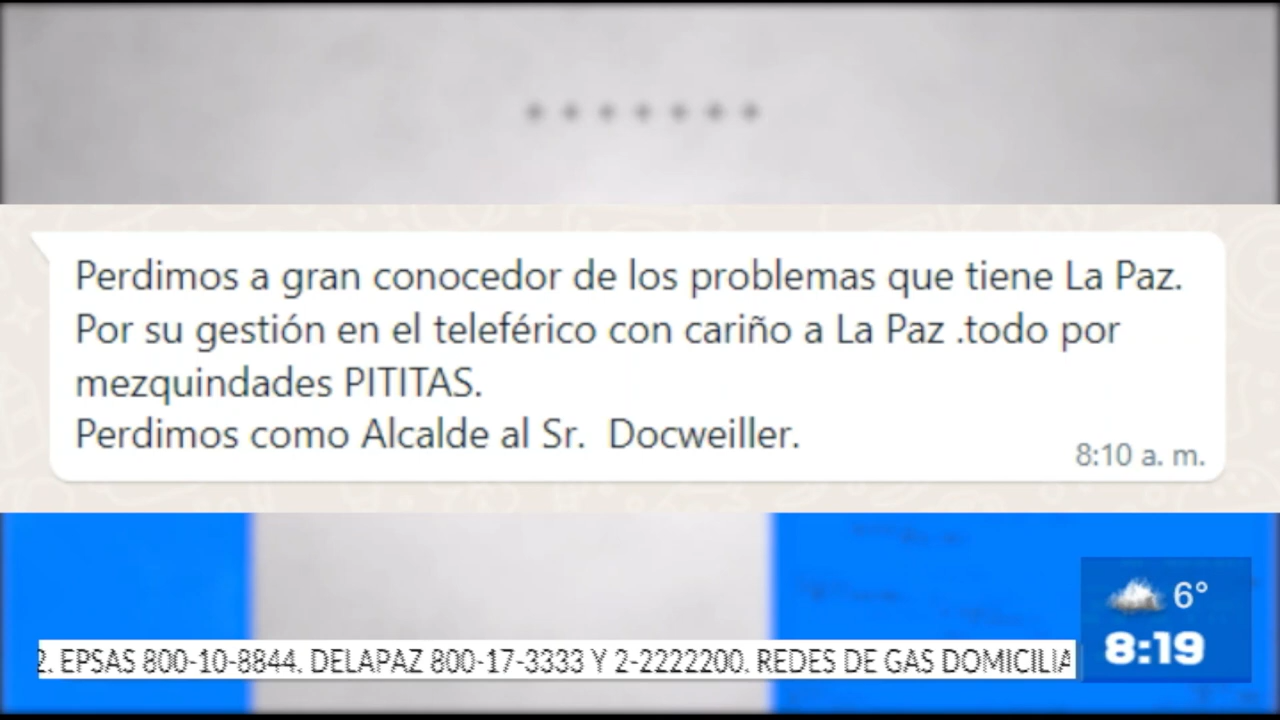 Perdimos a gran conocedor de los problemas que tiene La Paz.
Por su gestión en el teleférico con cariño a La Paz .todo por
mezquindades PITITAS.
Perdimos como Alcalde al Sr.  Docweiller.
8:10 a. m.
6°
8:19
2. EPSAS 800-10-8844. DELAPAZ 800-17-3333 Y 2-2222200. REDES DE GAS DOMICILIA